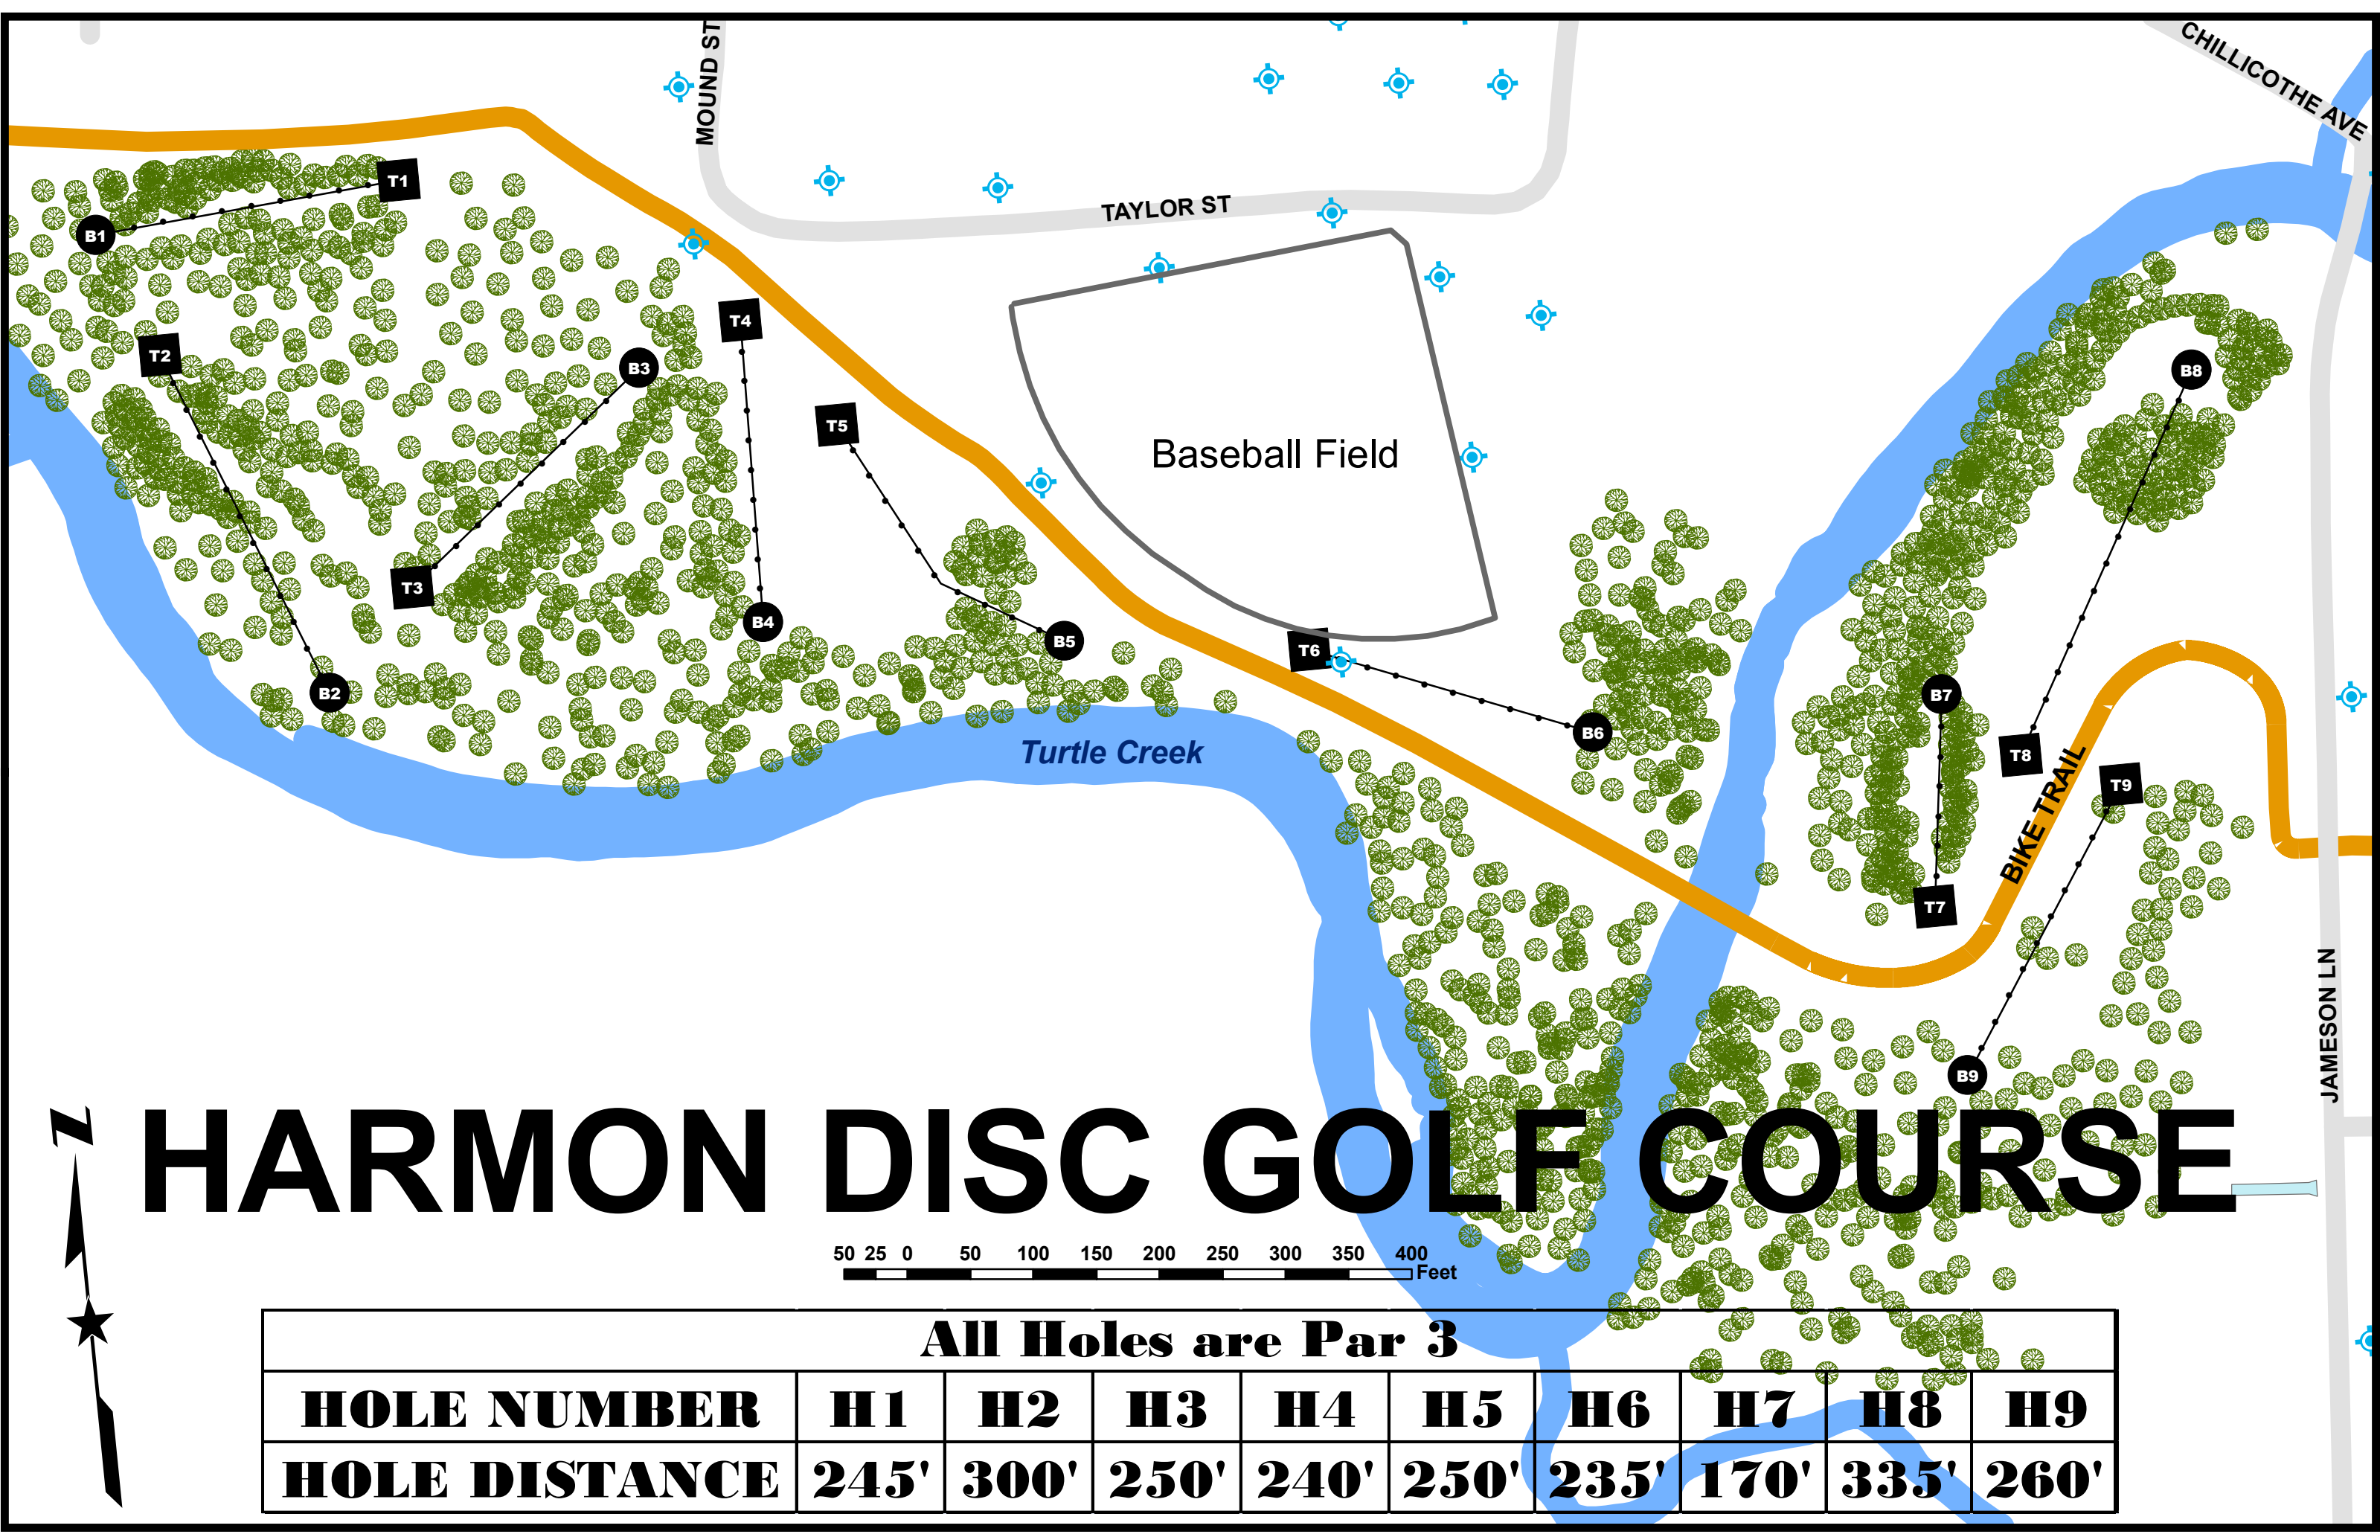 CHILLICOTHE AVE
MOUND ST
TAYLOR ST
T1
B1
T2
T4
B3
B8
T5
Baseball Field
T3
B4
B5
T6
B2
B7
B6
Turtle Creek
T8
BIKE TRAIL
T9
T7
JAMESON LN
B9
N
HARMON DISC GOLF COURSE
50 25 0 50 100 150 200 250 300 350 400
Feet
All Holes are Par 3
HOLE NUMBER H1 H2 H3 H4 H5 H6 H7 H8 H9
HOLE DISTANCE 245' 300' 250' 240' 250' 235' 170' 335' 260'